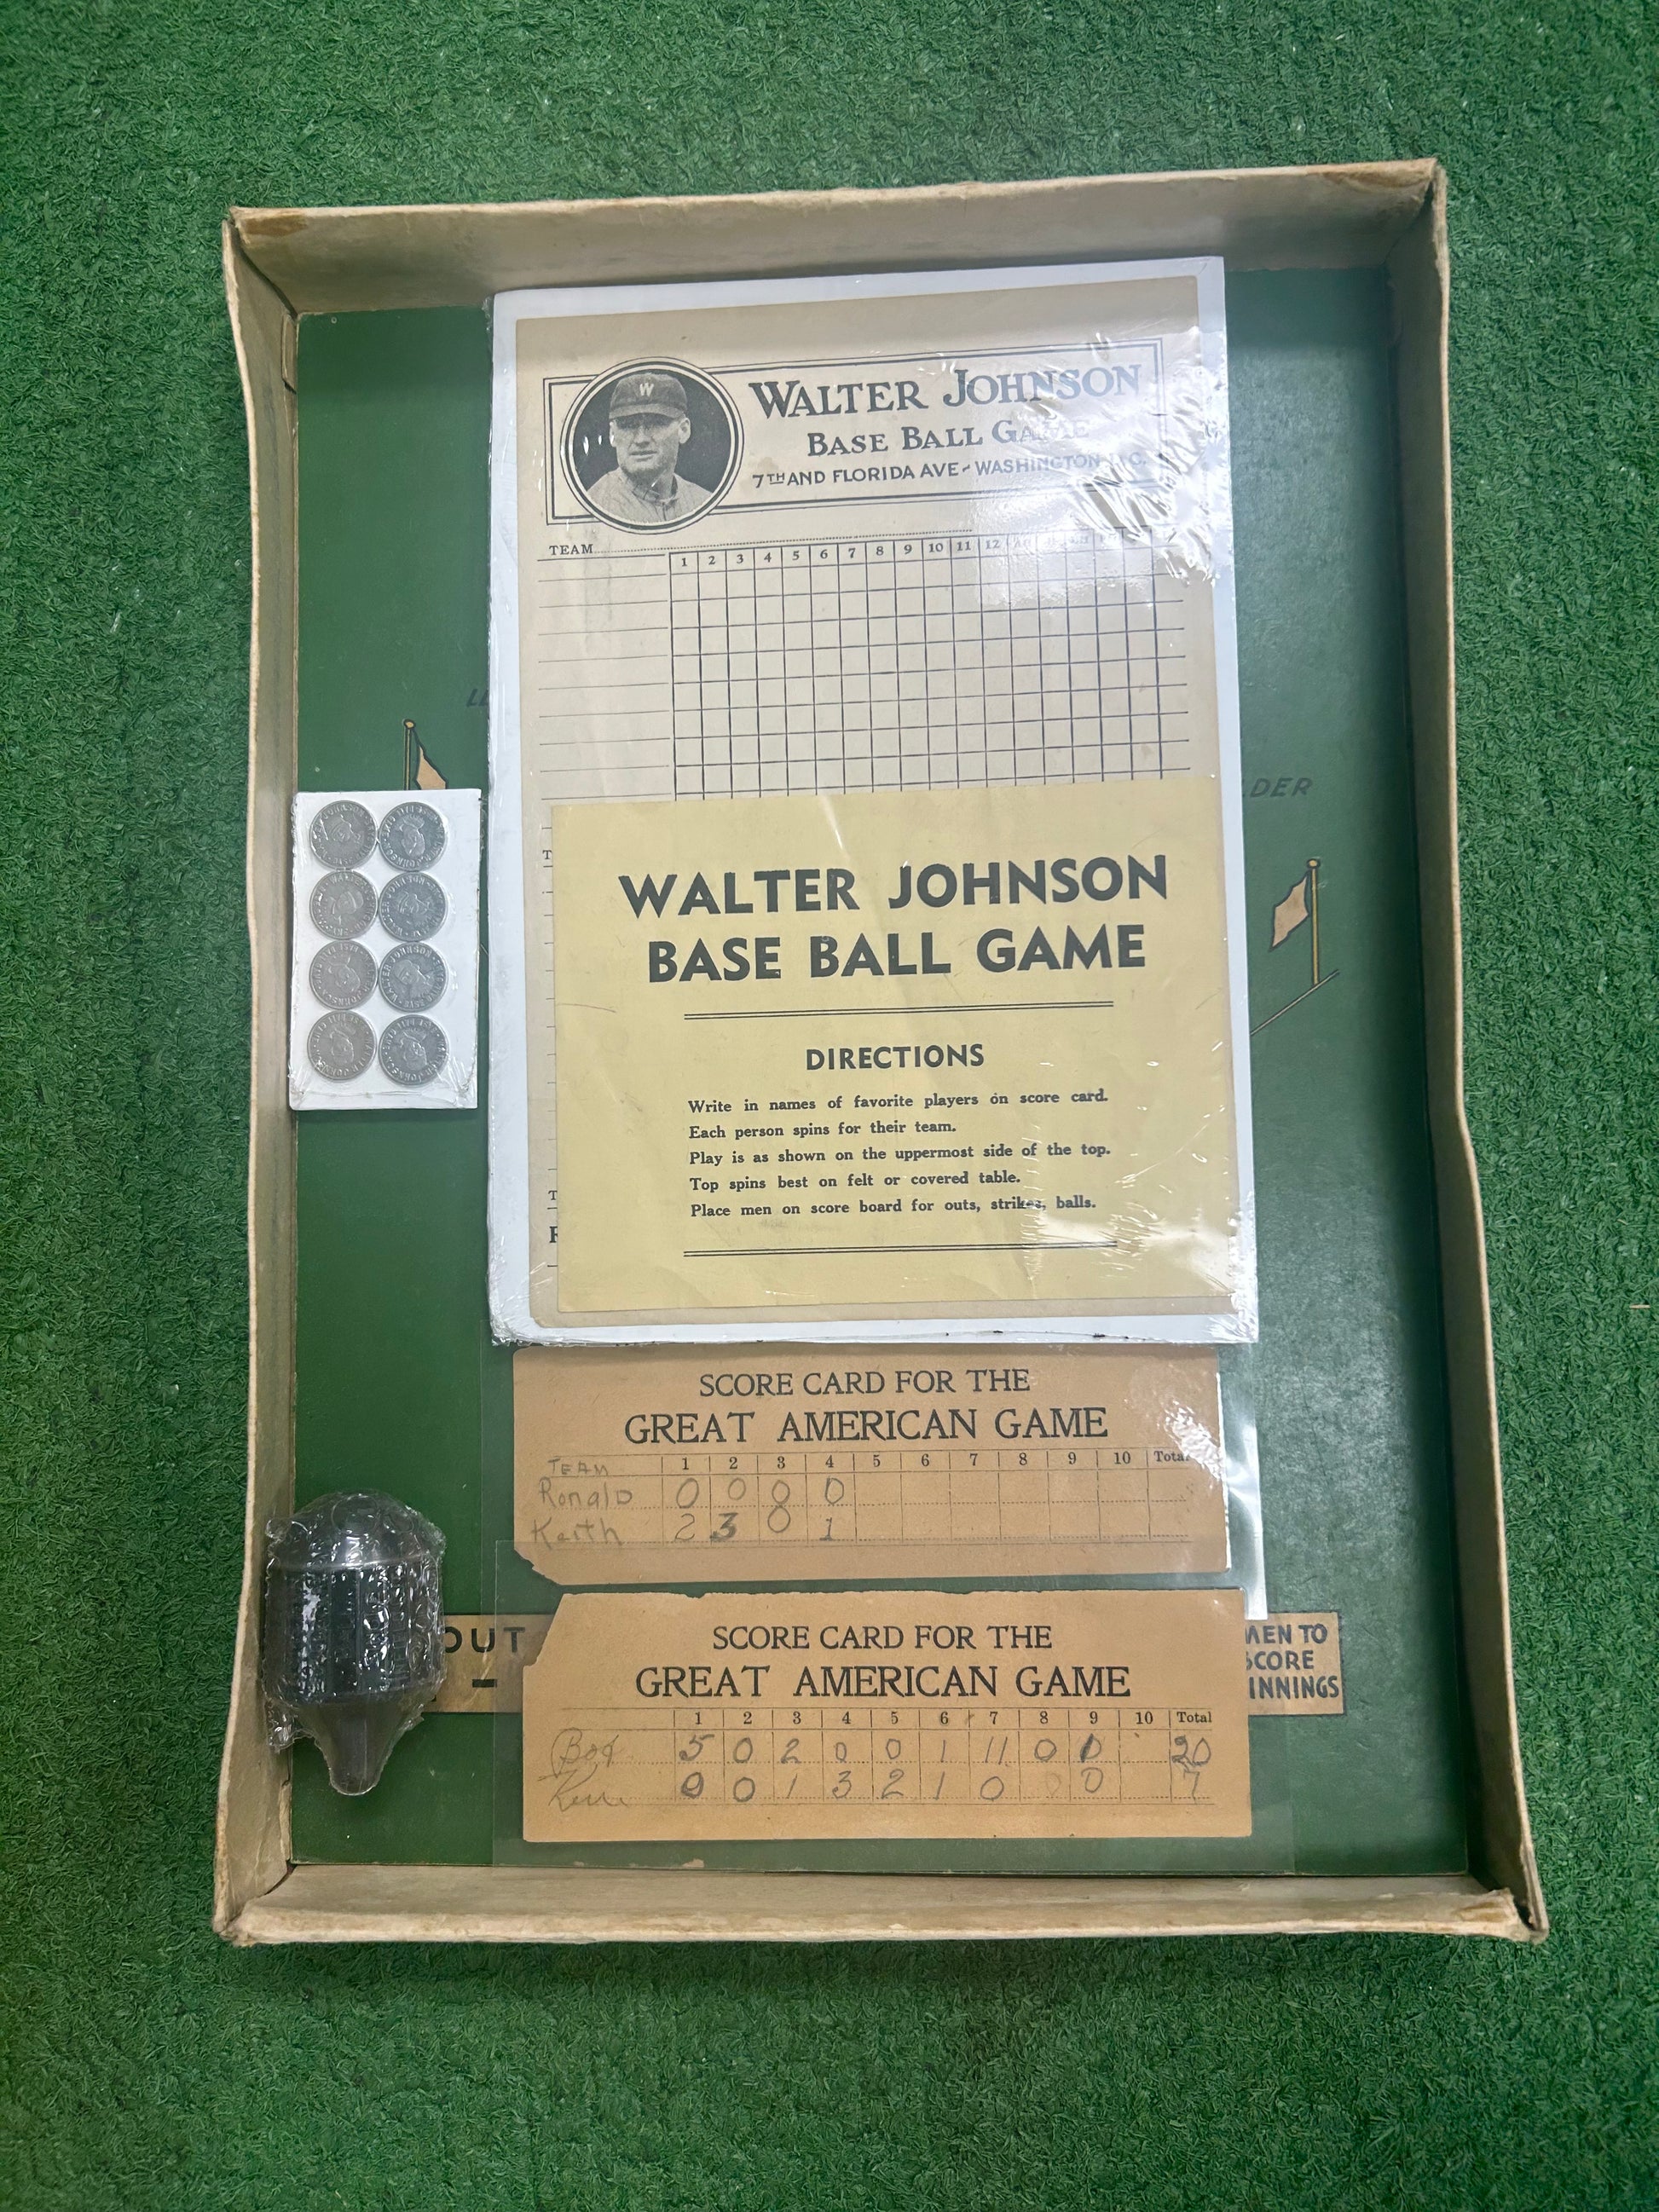 W
WALTER JOHNSON
BASE BALL GAME
7TH AND FLORIDA AVE - WASHINGTON D.C.
TEAM
1 2 3 4 5 6 7 8 9 10 11 12
WALTER JOHNSON
BASE BALL GAME
DIRECTIONS
Write in names of favorite players on score card.
Each person spins for their team.
Play is as shown on the uppermost side of the top.
Top spins best on felt or covered table.
Place men on score board for outs, strikes, balls.
WALTER JOHNSON
SCORE CARD FOR THE
GREAT AMERICAN GAME
TEAM 1 2 3 4 5 6 7 8 9 10 Total
Ronald 0 0 0 0
Keith 2 3 0 1
OUT
MEN TO
SCORE
INNINGS
SCORE CARD FOR THE
GREAT AMERICAN GAME
1 2 3 4 5 6 7 8 9 10 Total
Bob 5 0 2 0 0 1 11 0 20
0 0 1 3 2 1 0 0 0 7